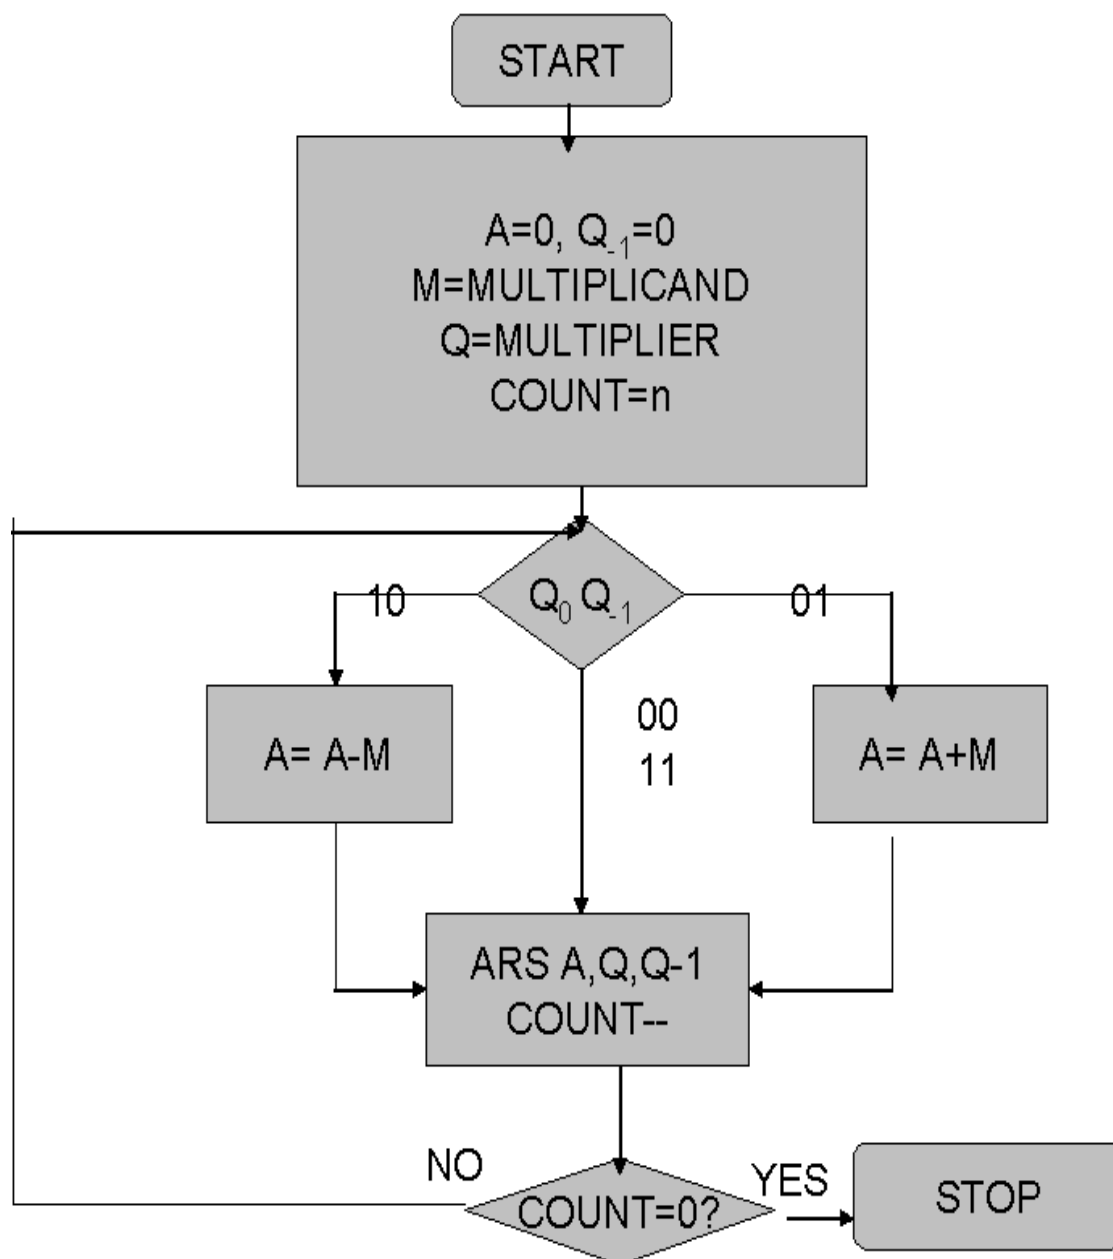 START
A=0, Q-1=0
M=MULTIPLICAND
Q=MULTIPLIER
COUNT=n
10
Q0 Q-1
01
00
11
A= A-M
A= A+M
ARS A,Q,Q-1
COUNT--
NO
COUNT=0?
YES
STOP